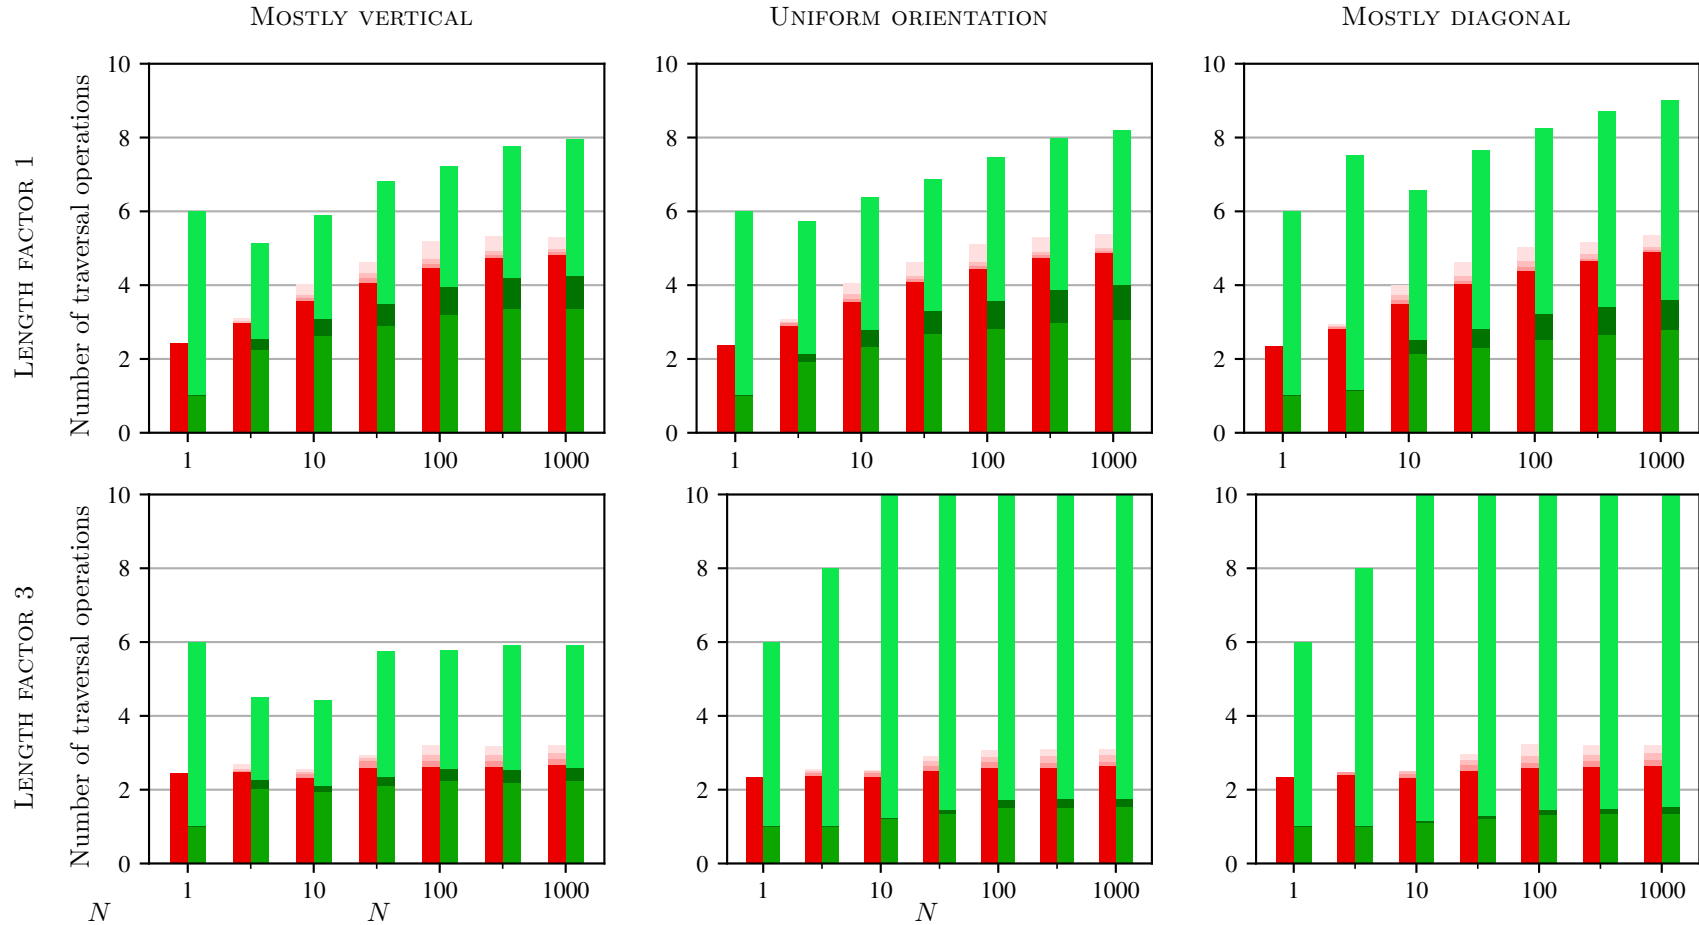 MOSTLY VERTICAL
UNIFORM ORIENTATION
MOSTLY DIAGONAL
LENGTH FACTOR 1
Number of traversal operations
10
8
6
4
2
0
1 10 100 1000
10
8
6
4
2
0
1 10 100 1000
10
8
6
4
2
0
1 10 100 1000
LENGTH FACTOR 3
Number of traversal operations
10
8
6
4
2
0
1 10 100 1000
10
8
6
4
2
0
1 10 100 1000
10
8
6
4
2
0
1 10 100 1000
N N N